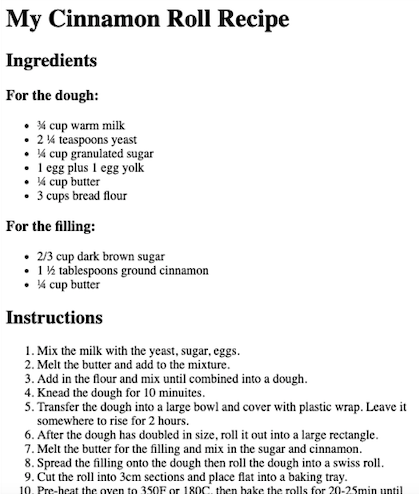 My Cinnamon Roll Recipe
Ingredients
For the dough:
• ¾ cup warm milk
• 2 ¼ teaspoons yeast
• ¼ cup granulated sugar
• 1 egg plus 1 egg yolk
• ¼ cup butter
• 3 cups bread flour
For the filling:
• 2/3 cup dark brown sugar
• 1 ½ tablespoons ground cinnamon
• ¼ cup butter
Instructions
1. Mix the milk with the yeast, sugar, eggs.
2. Melt the butter and add to the mixture.
3. Add in the flour and mix until combined into a dough.
4. Knead the dough for 10 minuites.
5. Transfer the dough into a large bowl and cover with plastic wrap. Leave it
somewhere to rise for 2 hours.
6. After the dough has doubled in size, roll it out into a large rectangle.
7. Melt the butter for the filling and mix in the sugar and cinnamon.
8. Spread the filling onto the dough then roll the dough into a swiss roll.
9. Cut the roll into 3cm sections and place flat into a baking tray.
10. Pre-heat the oven to 350F or 180C, then bake the rolls for 20-25min until